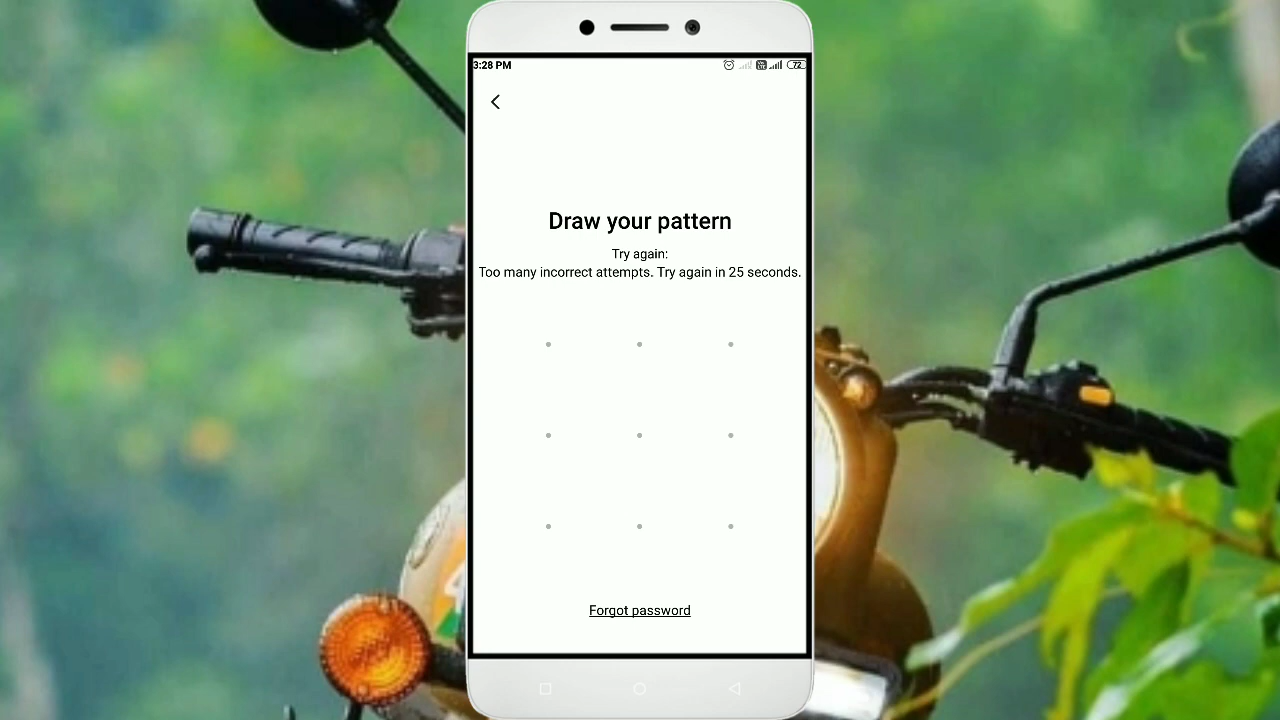 3:28 PM
72
Draw your pattern
Try again:
Too many incorrect attempts. Try again in 25 seconds.
Forgot password